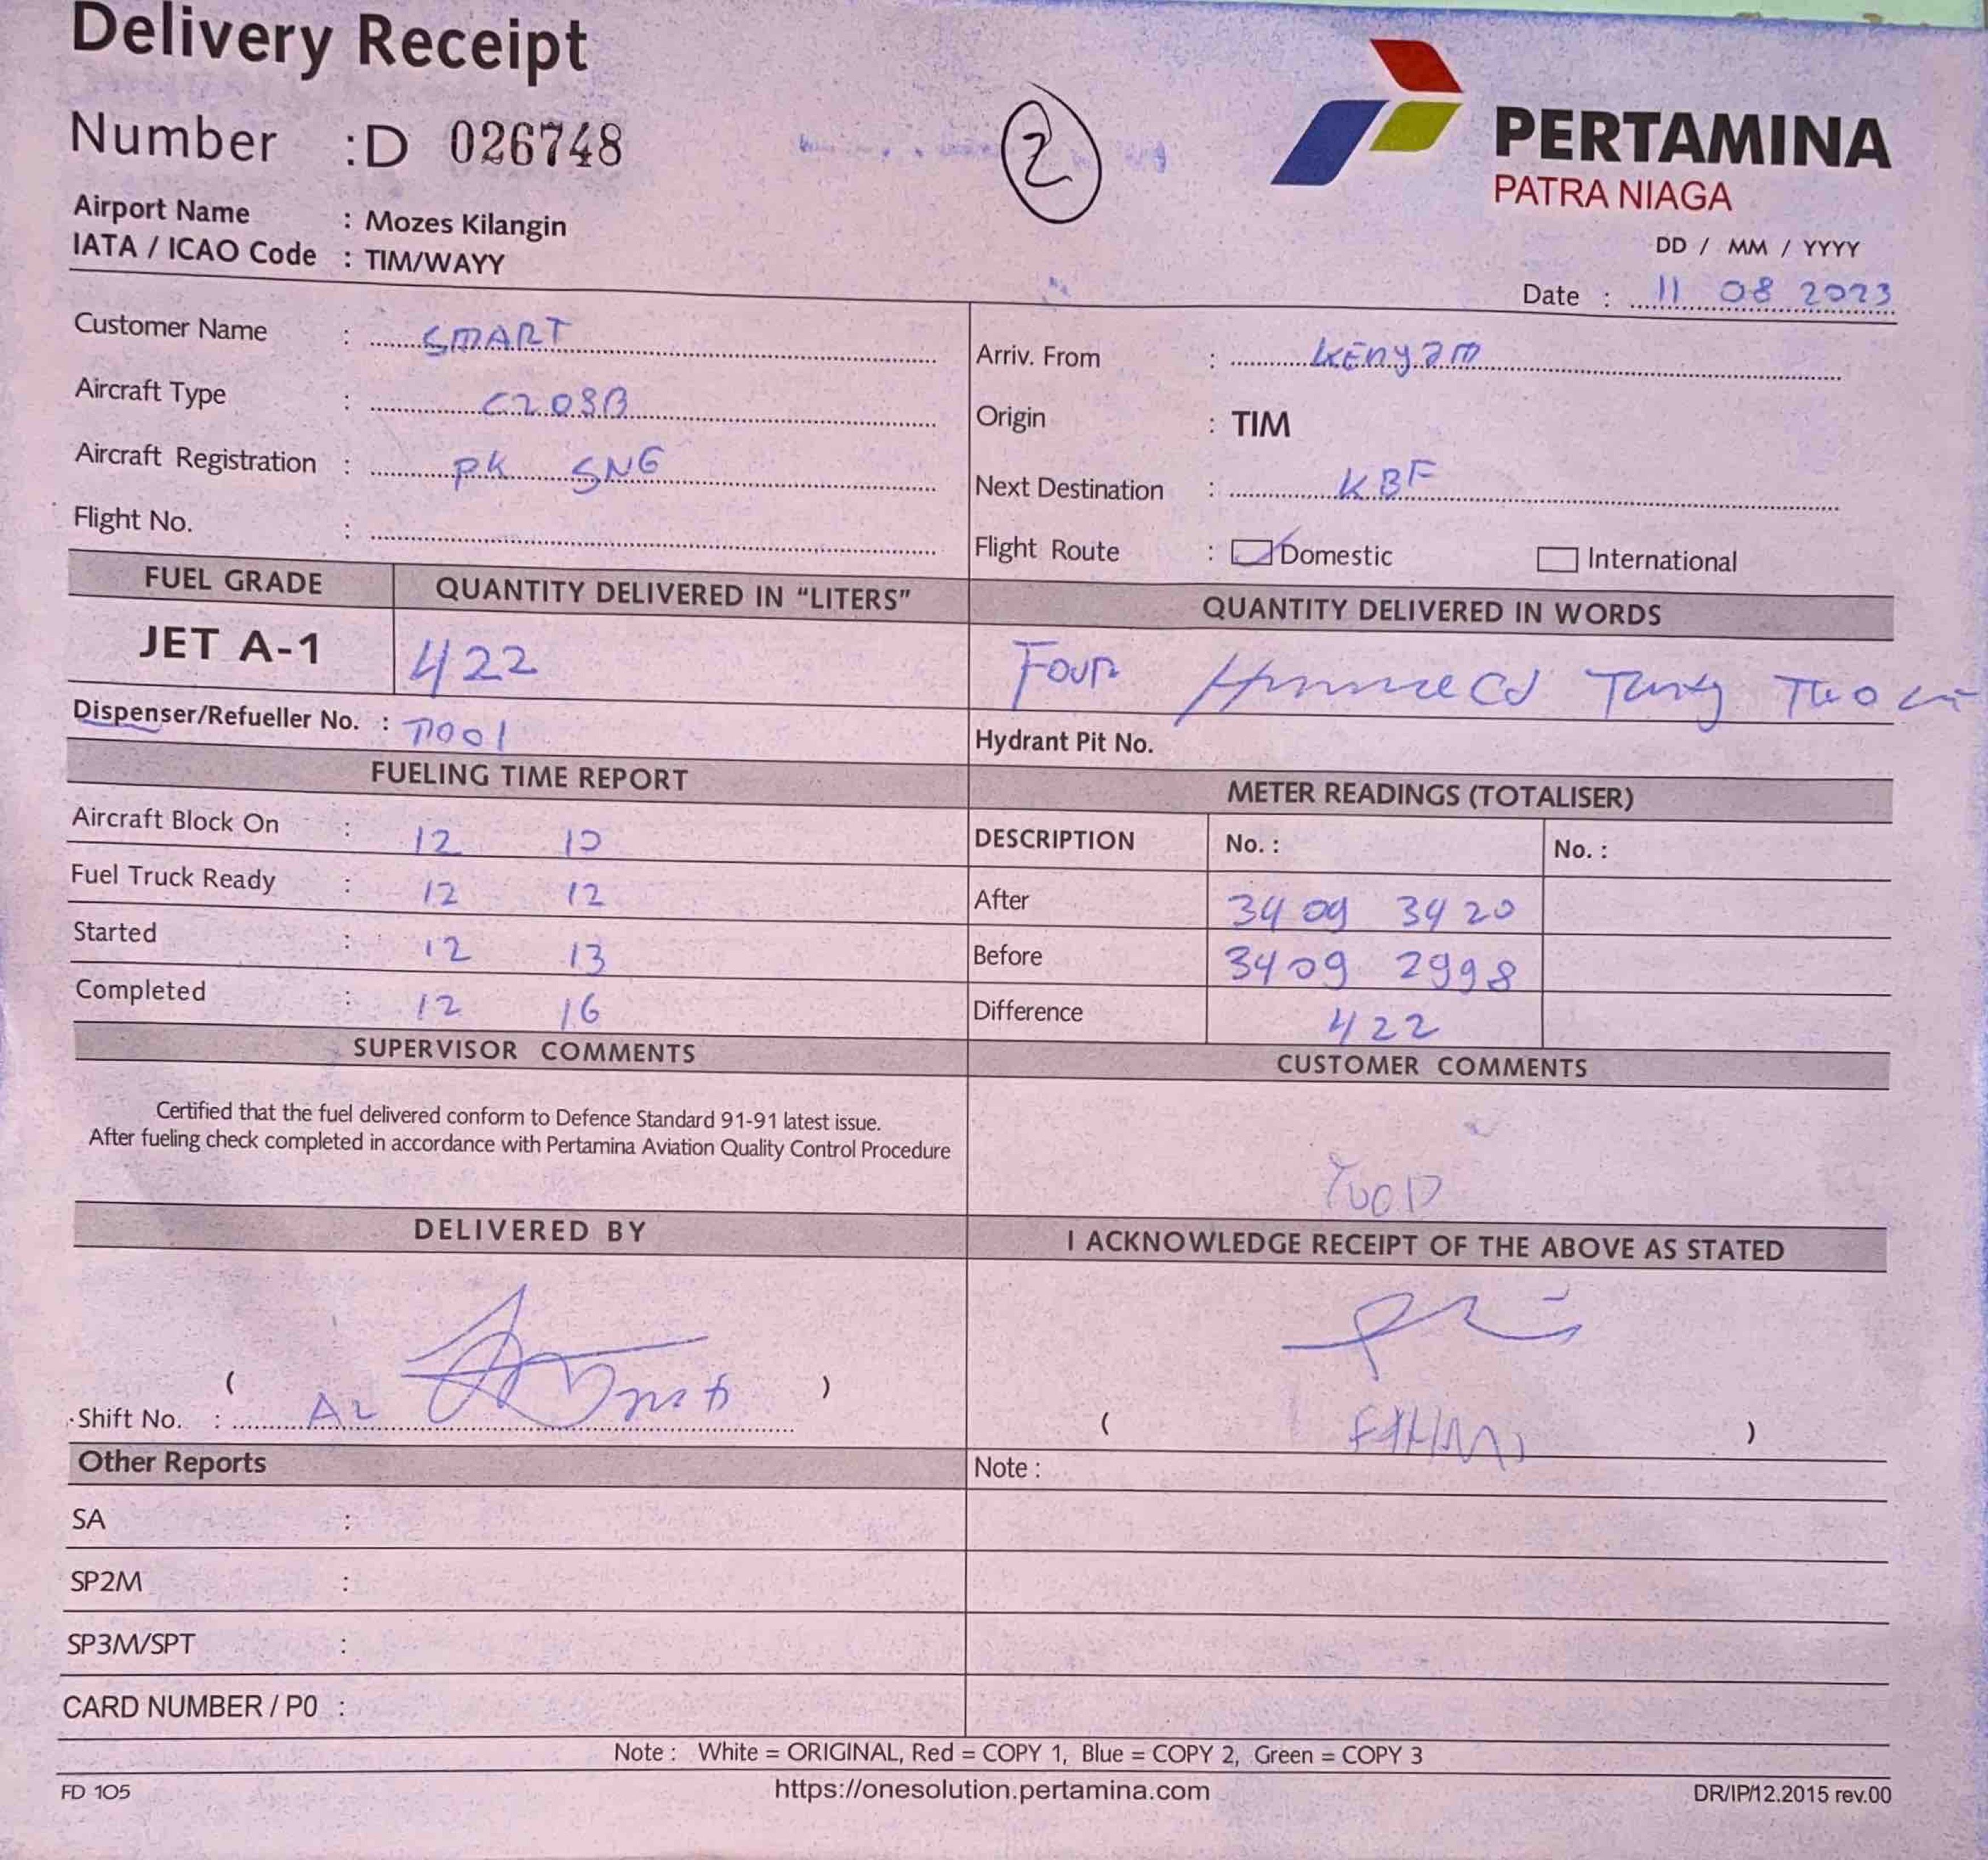 Delivery Receipt
Number : D 026748
2
PERTAMINA
PATRA NIAGA
Airport Name : Mozes Kilangin
IATA / ICAO Code : TIM/WAYY
DD / MM / YYYY
Date : 11 08 2023
Customer Name : SMART
Arriv. From : KENYAM
Aircraft Type : C208B
Origin : TIM
Aircraft Registration : PK SNG
Next Destination : KBF
Flight No. :
Flight Route : Domestic International
FUEL GRADE QUANTITY DELIVERED IN "LITERS" QUANTITY DELIVERED IN WORDS
JET A-1 422 Four Two
Dispenser/Refueller No. :
Hydrant Pit No.
FUELING TIME REPORT METER READINGS (TOTALISER)
Aircraft Block On : 12 10
DESCRIPTION No. : No. :
Fuel Truck Ready : 12 12
After 3409 3420
Started : 12 13
Before 3409 2998
Completed : 12 16
Difference 422
SUPERVISOR COMMENTS CUSTOMER COMMENTS
Certified that the fuel delivered conform to Defence Standard 91-91 latest issue.
After fueling check completed in accordance with Pertamina Aviation Quality Control Procedure
DELIVERED BY I ACKNOWLEDGE RECEIPT OF THE ABOVE AS STATED
( )
Shift No. :
( FAHMI )
Other Reports Note :
SA :
SP2M :
SP3M/SPT :
CARD NUMBER / P0 :
Note : White = ORIGINAL, Red = COPY 1, Blue = COPY 2, Green = COPY 3
FD 105 https://onesolution.pertamina.com DR/IP/12.2015 rev.00